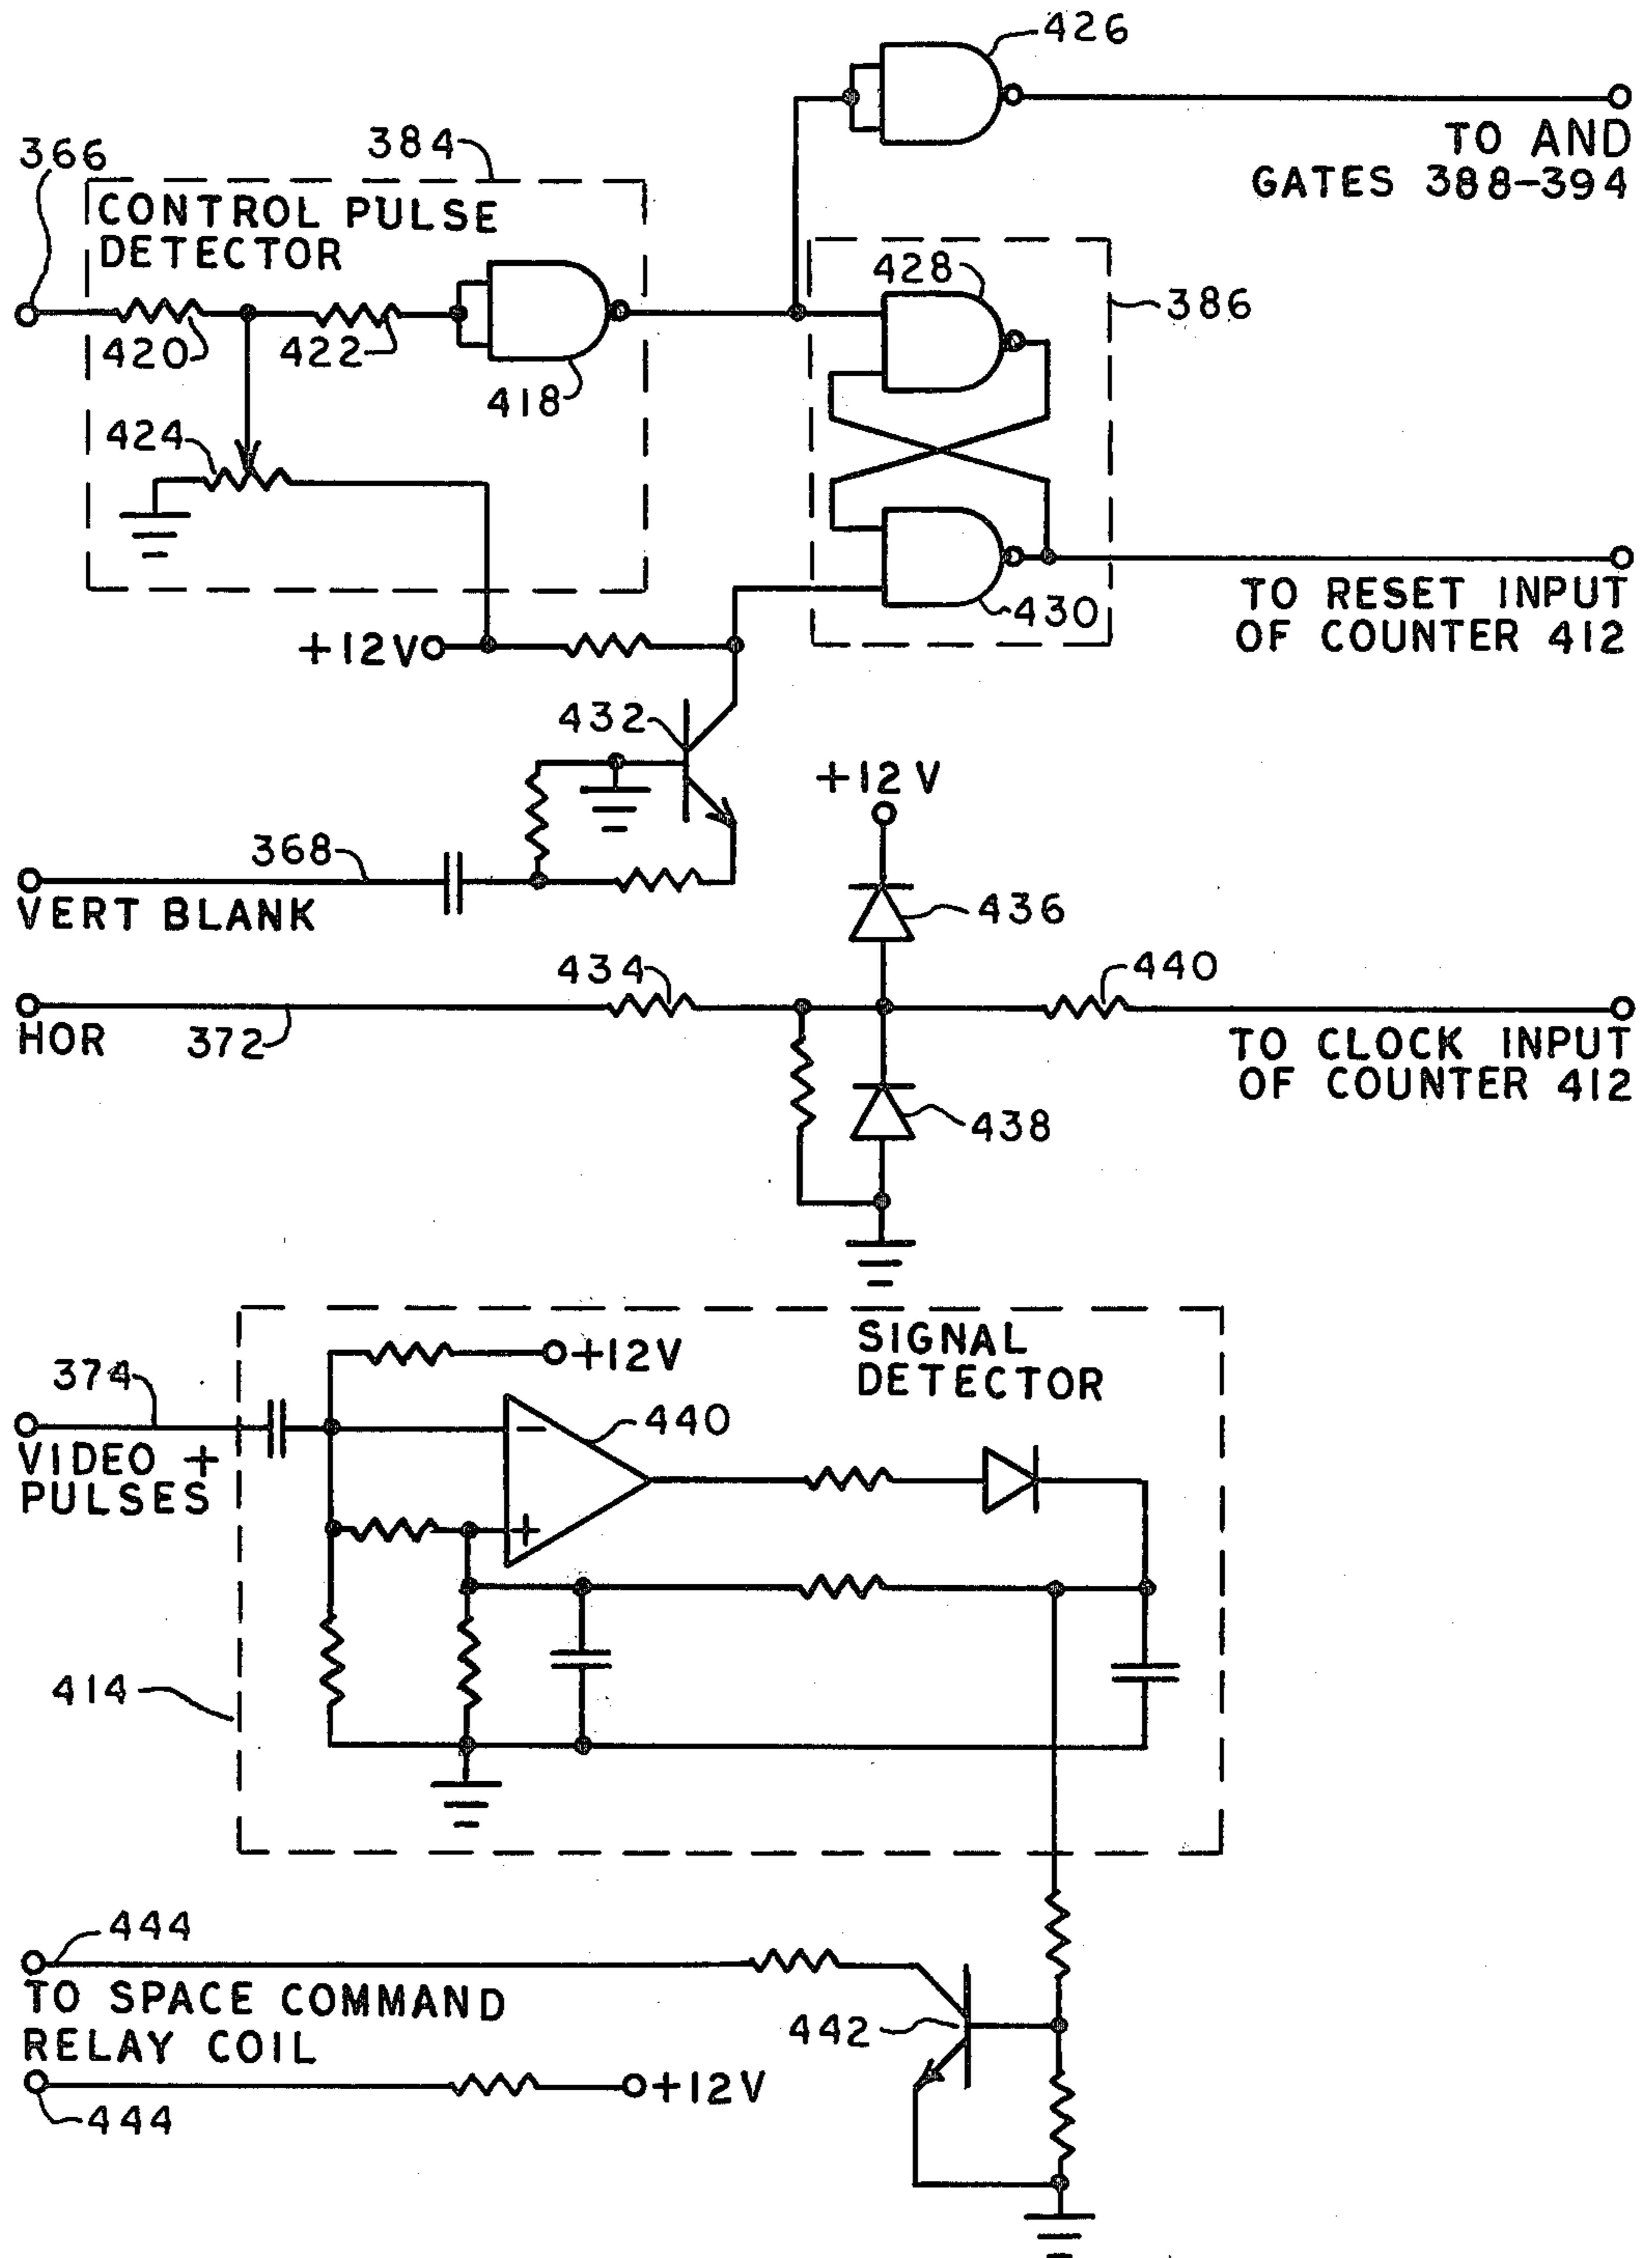 426
TO AND
GATES 388-394
366
384
CONTROL PULSE
DETECTOR
428
386
420
422
418
424
430
TO RESET INPUT
OF COUNTER 412
+12V
432
+12V
368
VERT BLANK
436
434
440
HOR
372
TO CLOCK INPUT
OF COUNTER 412
438
SIGNAL
DETECTOR
+12V
374
440
-
VIDEO +
PULSES
+
414
444
TO SPACE COMMAND
RELAY COIL
442
+12V
444